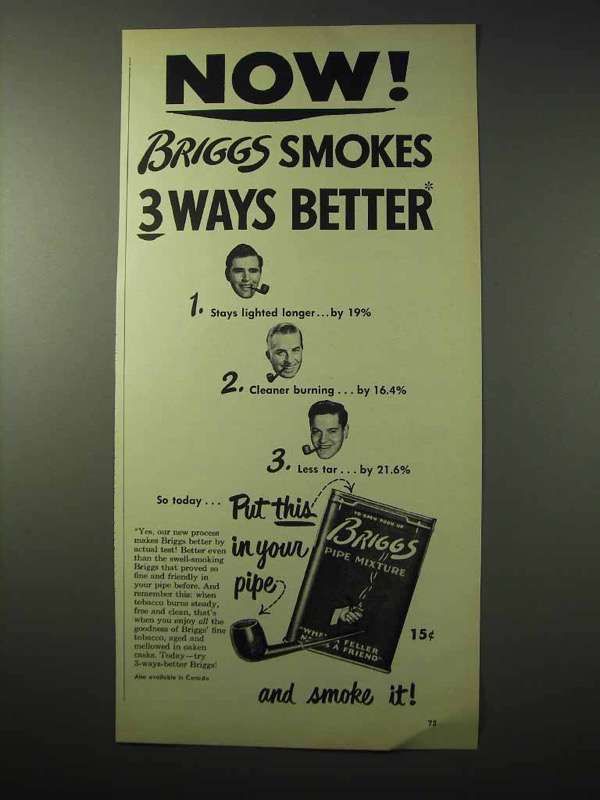 NOW!
BRIGGS SMOKES
3 WAYS BETTER*
1. Stays lighted longer...by 19%
2. Cleaner burning...by 16.4%
3. Less tar...by 21.6%
So today...
Put this
in your
pipe
*Yes, our new process
makes Briggs better by
actual test! Better even
than the swell-smoking
Briggs that proved so
fine and friendly in
your pipe before. And
remember this: when
tobacco burns steady,
free and clean, that's
when you enjoy all the
goodness of Briggs' fine
tobacco, aged and
mellowed in oaken
casks. Today—try
3-ways-better Briggs!
Also available in Canada
BRIGGS
PIPE MIXTURE
"WHEN A FELLER
NEEDS A FRIEND"
15¢
and smoke it!
73